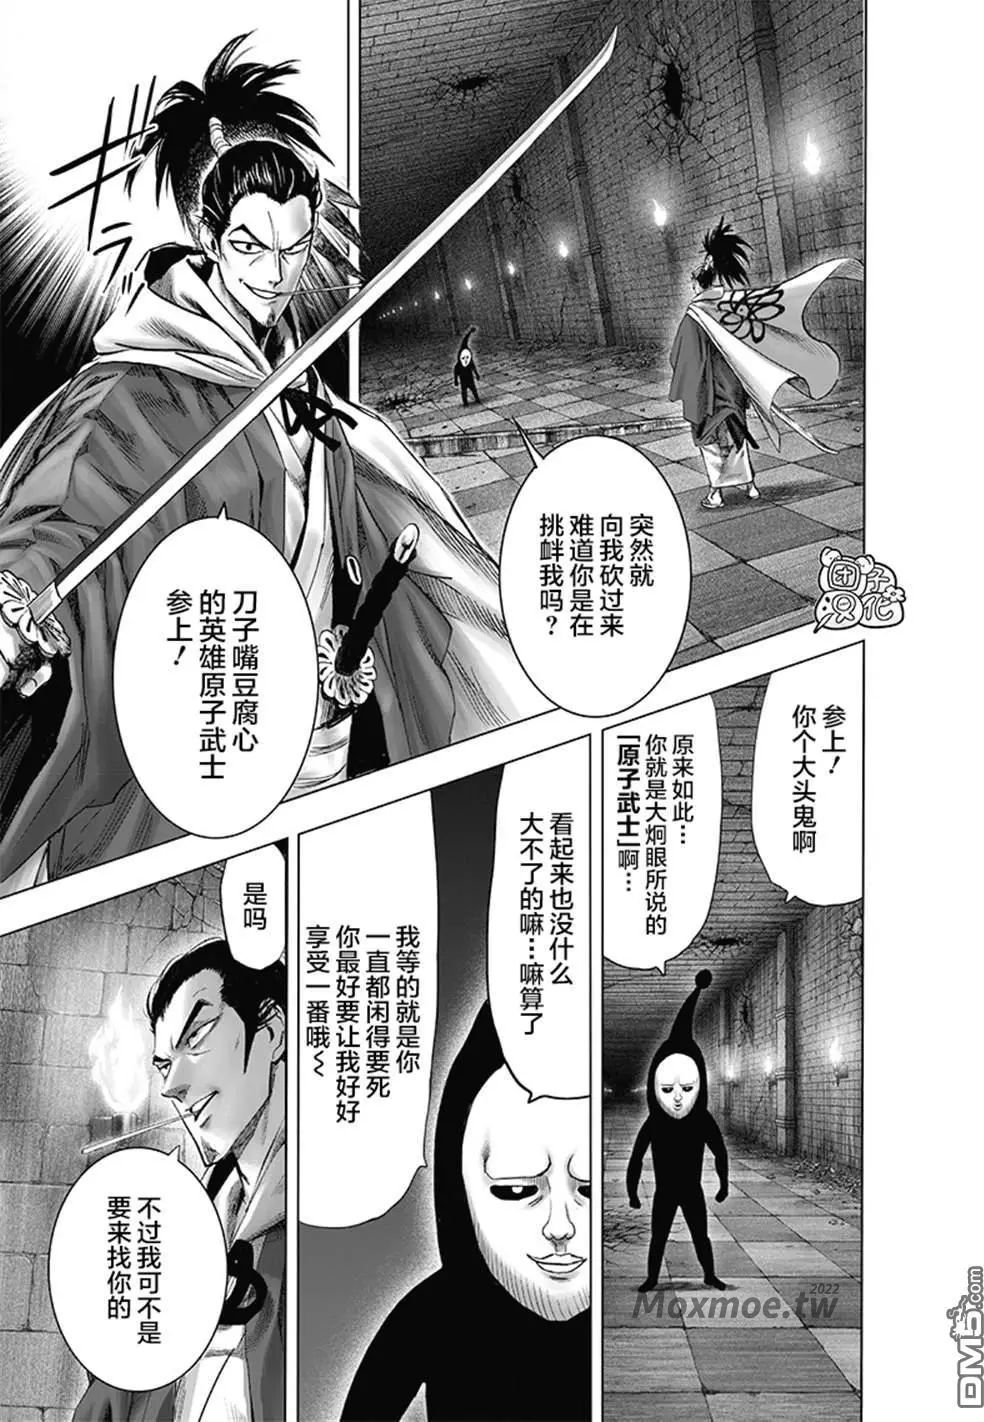 突然就
向我砍过来
难道你是在
挑衅我吗？
刀子嘴豆腐心
的英雄原子武士
参上！
参上！
你个大头鬼啊
原来如此…
你就是大炯眼所说的
「原子武士」啊…
看起来也没什么
大不了的嘛…嘛算了
我等的就是你
一直都闲得要死
你最好要让我好好
享受一番哦～
是吗
不过我可不是
要来找你的
团子汉化
2022
Moxmoe.tw
DM5.com